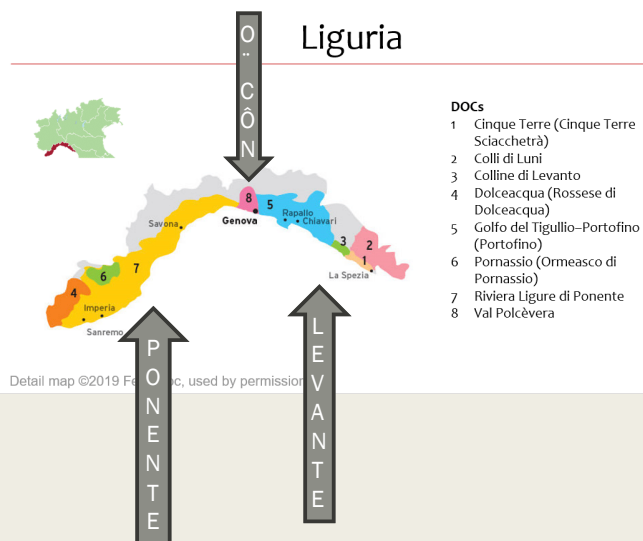 Liguria
O¨CÔN
DOCs
1 Cinque Terre (Cinque Terre
Sciacchetrà)
2 Colli di Luni
3 Colline di Levanto
4 Dolceacqua (Rossese di
Dolceacqua)
5 Golfo del Tigullio–Portofino
(Portofino)
6 Pornassio (Ormeasco di
Pornassio)
7 Riviera Ligure di Ponente
8 Val Polcèvera
8
5
Rapallo
Genova
Chiavari
Savona
3
2
1
La Spezia
6
7
4
Imperia
Sanremo
PONENTE
LEVANTE
Detail map ©2019 used by permission